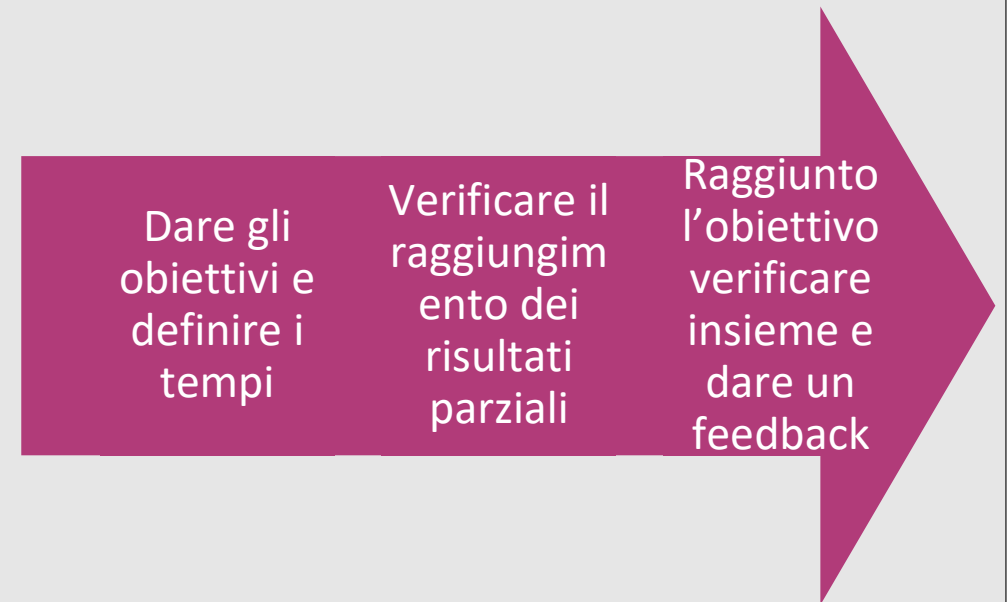 Dare gli
obiettivi e
definire i
tempi
Verificare il
raggiungim
ento dei
risultati
parziali
Raggiunto
l’obiettivo
verificare
insieme e
dare un
feedback